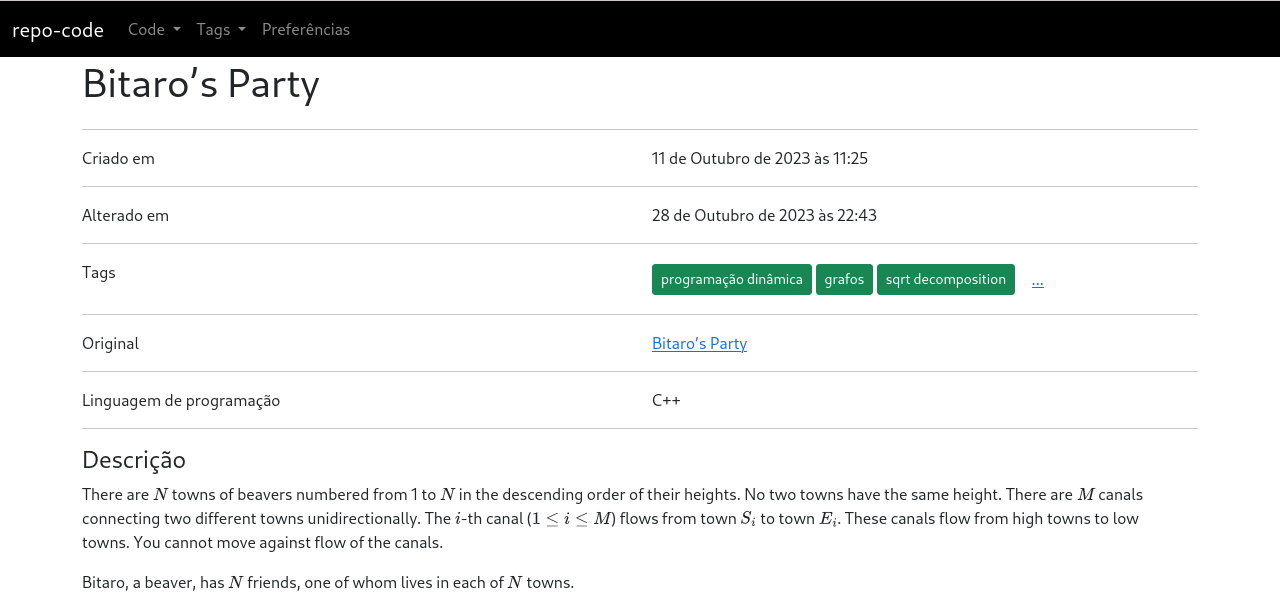 repo-code Code Tags Preferências
Bitaro’s Party
Criado em 11 de Outubro de 2023 às 11:25
Alterado em 28 de Outubro de 2023 às 22:43
Tags programação dinâmica grafos sqrt decomposition ...
Original Bitaro’s Party
Linguagem de programação C++
Descrição
There are N towns of beavers numbered from 1 to N in the descending order of their heights. No two towns have the same height. There are M canals
connecting two different towns unidirectionally. The i-th canal (1 ≤ i ≤ M) flows from town Sᵢ to town Eᵢ. These canals flow from high towns to low
towns. You cannot move against flow of the canals.
Bitaro, a beaver, has N friends, one of whom lives in each of N towns.